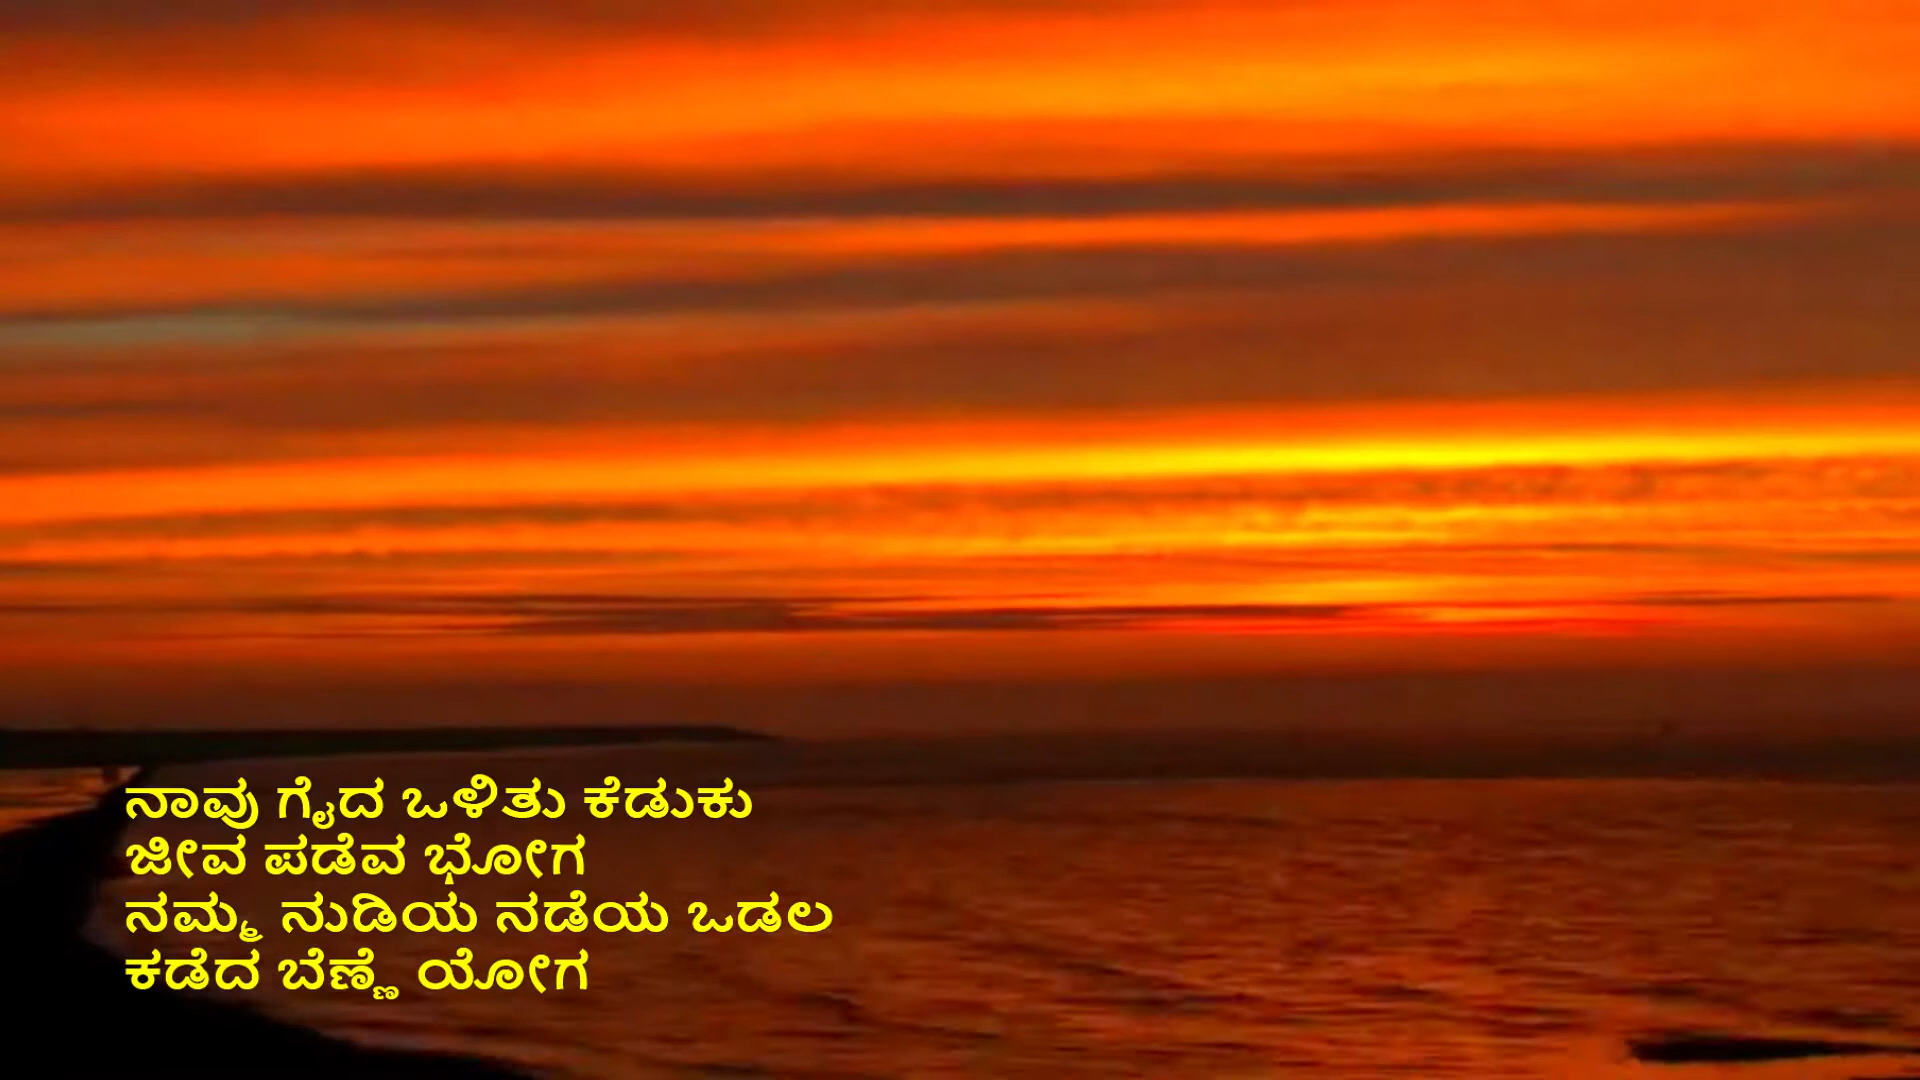 ನಾವು ಗೈದ ಒಳಿತು ಕೆಡುಕು
ಜೀವ ಪಡೆವ ಭೋಗ
ನಮ್ಮ ನುಡಿಯ ನಡೆಯ ಒಡಲ
ಕಡೆದ ಬೆಣ್ಣೆ ಯೋಗ